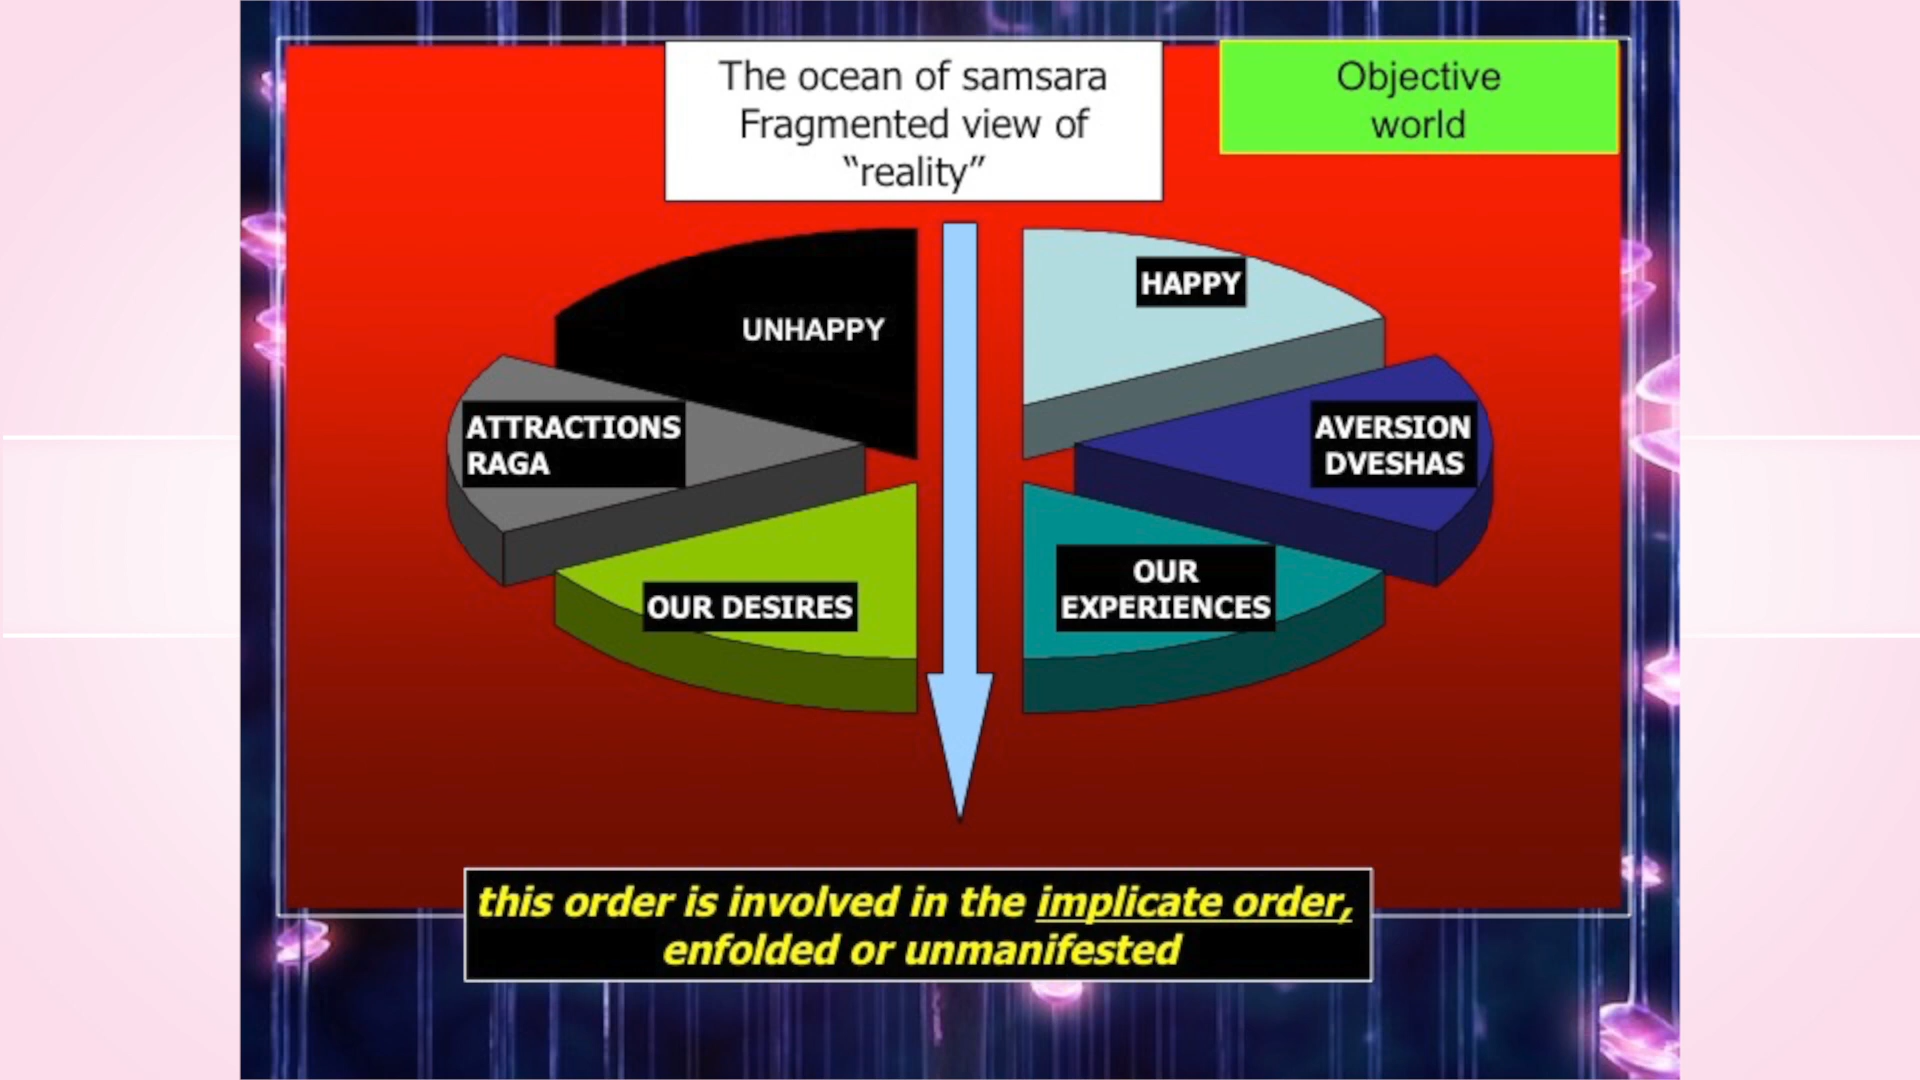 The ocean of samsara
Fragmented view of
“reality”
Objective
world
UNHAPPY
HAPPY
ATTRACTIONS
RAGA
AVERSION
DVESHAS
OUR DESIRES
OUR
EXPERIENCES
this order is involved in the implicate order,
enfolded or unmanifested